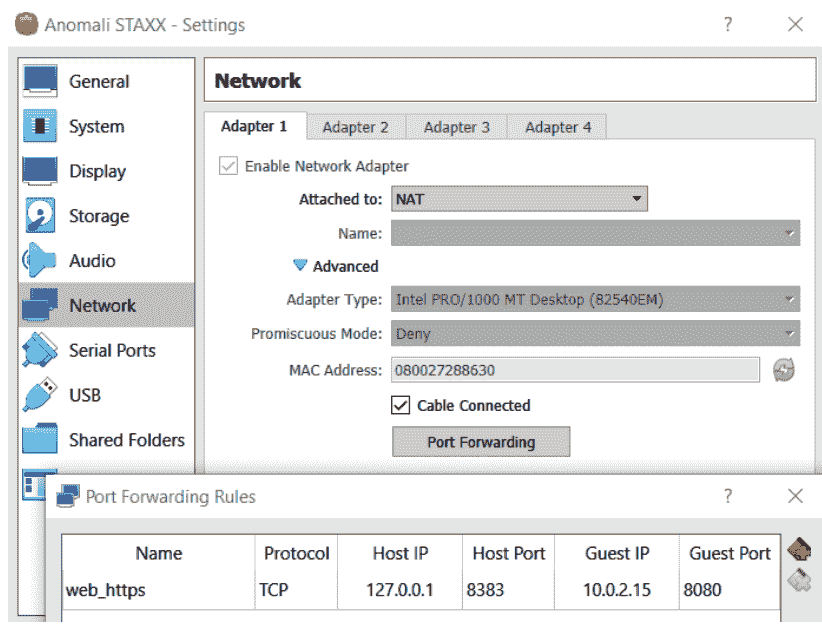 Anomali STAXX - Settings
?
General
System
Display
Storage
Audio
Network
Serial Ports
USB
Shared Folders
Network
Adapter 1
Adapter 2
Adapter 3
Adapter 4
Enable Network Adapter
Attached to: NAT
Name:
Advanced
Adapter Type: Intel PRO/1000 MT Desktop (82540EM)
Promiscuous Mode: Deny
MAC Address: 080027288630
Cable Connected
Port Forwarding
Port Forwarding Rules
?
Name Protocol Host IP Host Port Guest IP Guest Port
web_https TCP 127.0.0.1 8383 10.0.2.15 8080